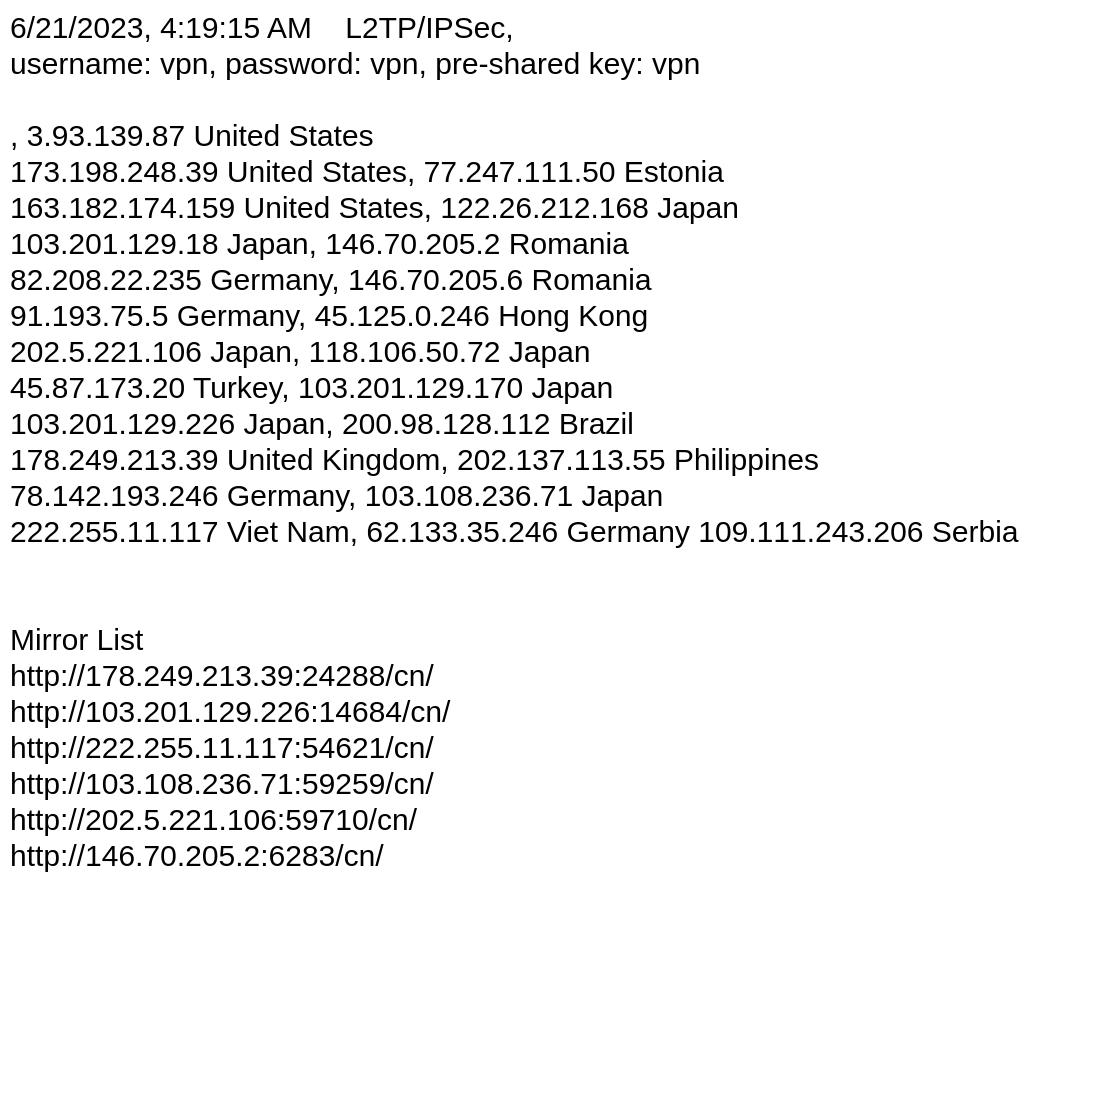 6/21/2023, 4:19:15 AM    L2TP/IPSec,
username: vpn, password: vpn, pre-shared key: vpn
, 3.93.139.87 United States
173.198.248.39 United States, 77.247.111.50 Estonia
163.182.174.159 United States, 122.26.212.168 Japan
103.201.129.18 Japan, 146.70.205.2 Romania
82.208.22.235 Germany, 146.70.205.6 Romania
91.193.75.5 Germany, 45.125.0.246 Hong Kong
202.5.221.106 Japan, 118.106.50.72 Japan
45.87.173.20 Turkey, 103.201.129.170 Japan
103.201.129.226 Japan, 200.98.128.112 Brazil
178.249.213.39 United Kingdom, 202.137.113.55 Philippines
78.142.193.246 Germany, 103.108.236.71 Japan
222.255.11.117 Viet Nam, 62.133.35.246 Germany 109.111.243.206 Serbia
Mirror List
http://178.249.213.39:24288/cn/
http://103.201.129.226:14684/cn/
http://222.255.11.117:54621/cn/
http://103.108.236.71:59259/cn/
http://202.5.221.106:59710/cn/
http://146.70.205.2:6283/cn/